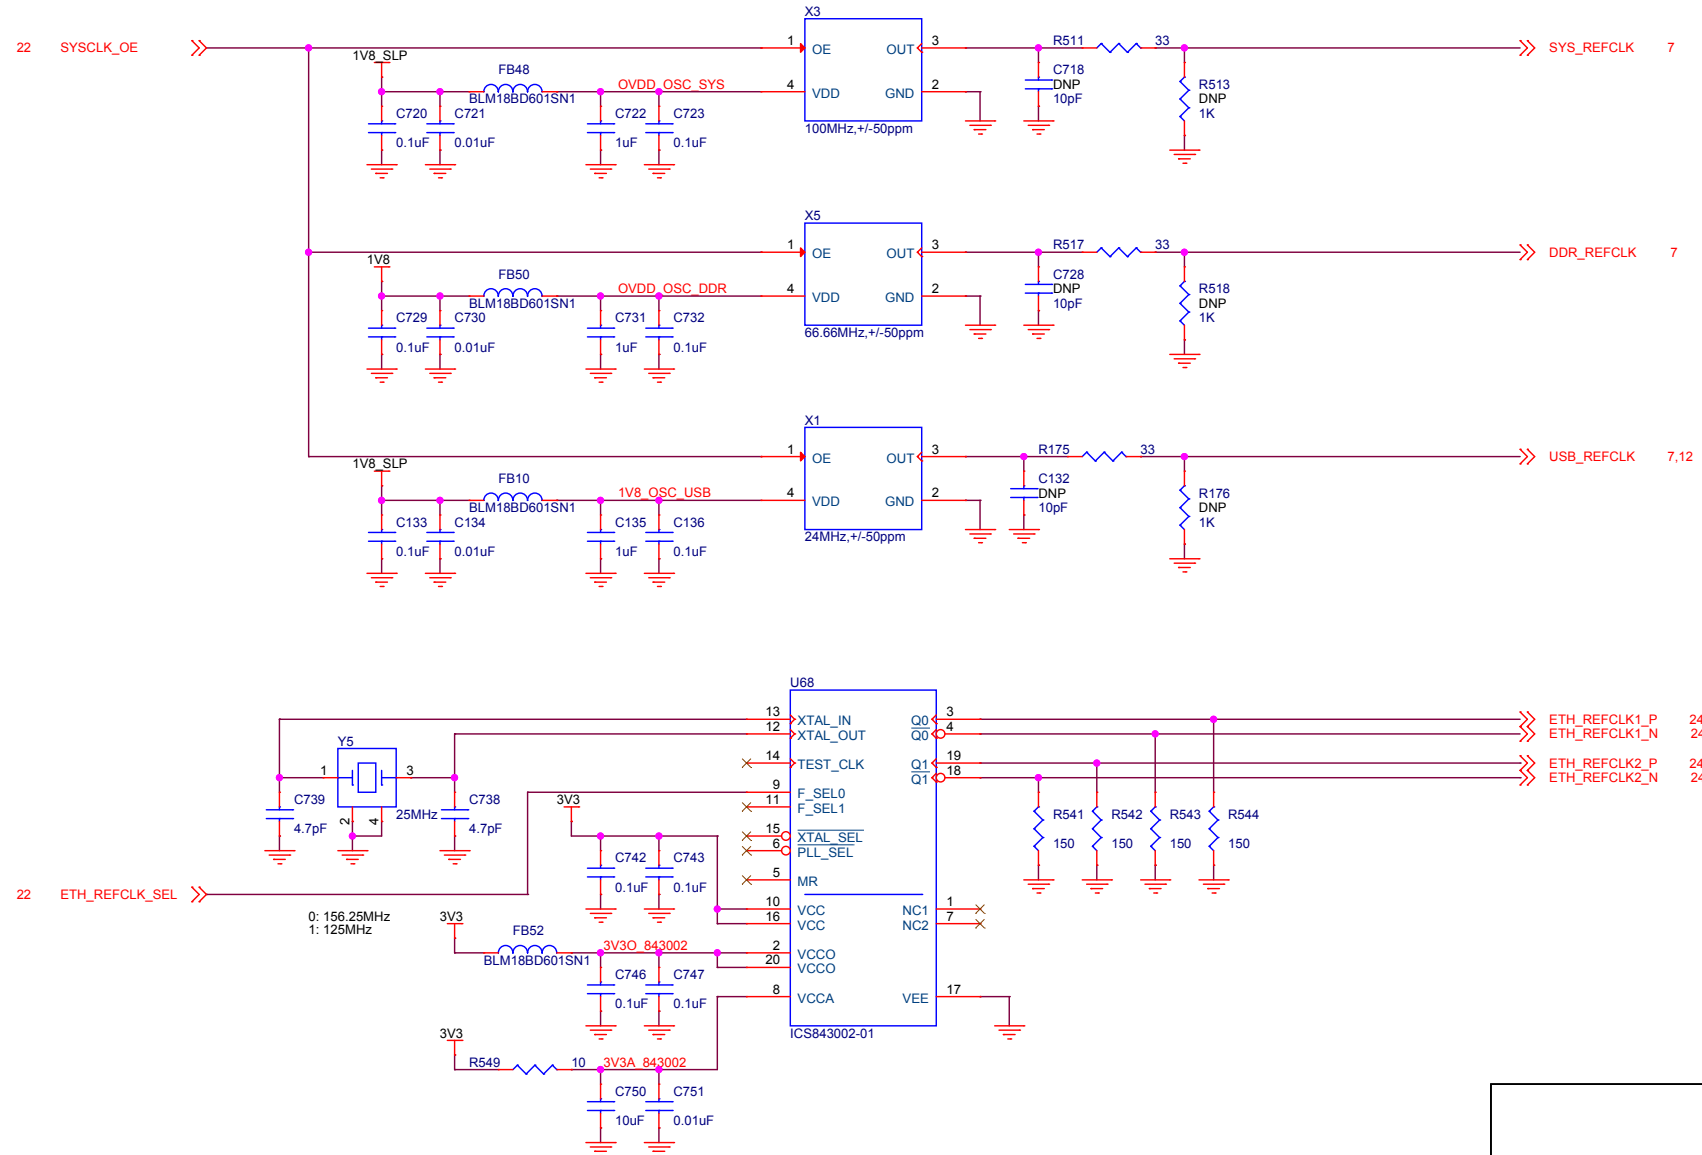 X3
22 SYSCLK_OE
1 OE OUT 3 R511 33 SYS_REFCLK 7
1V8_SLP
FB48 C718
OVDD_OSC_SYS 4 VDD GND 2 DNP R513
BLM18BD601SN1 10pF DNP
C720 C721 C722 C723 1K
100MHz,+/-50ppm
0.1uF 0.01uF 1uF 0.1uF
X5
1 OE OUT 3 R517 33 DDR_REFCLK 7
1V8
FB50 C728
OVDD_OSC_DDR 4 VDD GND 2 DNP R518
BLM18BD601SN1 10pF DNP
C729 C730 C731 C732 1K
66.66MHz,+/-50ppm
0.1uF 0.01uF 1uF 0.1uF
X1
1 OE OUT 3 R175 33 USB_REFCLK 7,12
1V8_SLP
FB10 C132
1V8_OSC_USB 4 VDD GND 2 DNP R176
BLM18BD601SN1 10pF DNP
C133 C134 C135 C136 1K
24MHz,+/-50ppm
0.1uF 0.01uF 1uF 0.1uF
U68
13 XTAL_IN Q0 3 ETH_REFCLK1_P 24
12 XTAL_OUT Q0 4 ETH_REFCLK1_N 24
Y5
14 TEST_CLK Q1 19 ETH_REFCLK2_P 24
1 3 Q1 18 ETH_REFCLK2_N 24
9 F_SEL0
C739 C738 11 F_SEL1
3V3
25MHz
2 4
4.7pF 4.7pF
R541 R542 R543 R544
15 XTAL_SEL
6 PLL_SEL
150 150 150 150
C742 C743
5 MR
0.1uF 0.1uF
22 ETH_REFCLK_SEL
10 VCC NC1 1
16 VCC NC2 7
0: 156.25MHz
1: 125MHz
3V3
FB52
3V3O_843002 2 VCCO
BLM18BD601SN1 20 VCCO
C746 C747
8 VCCA VEE 17
0.1uF 0.1uF
ICS843002-01
3V3
R549 10 3V3A_843002
C750 C751
10uF 0.01uF